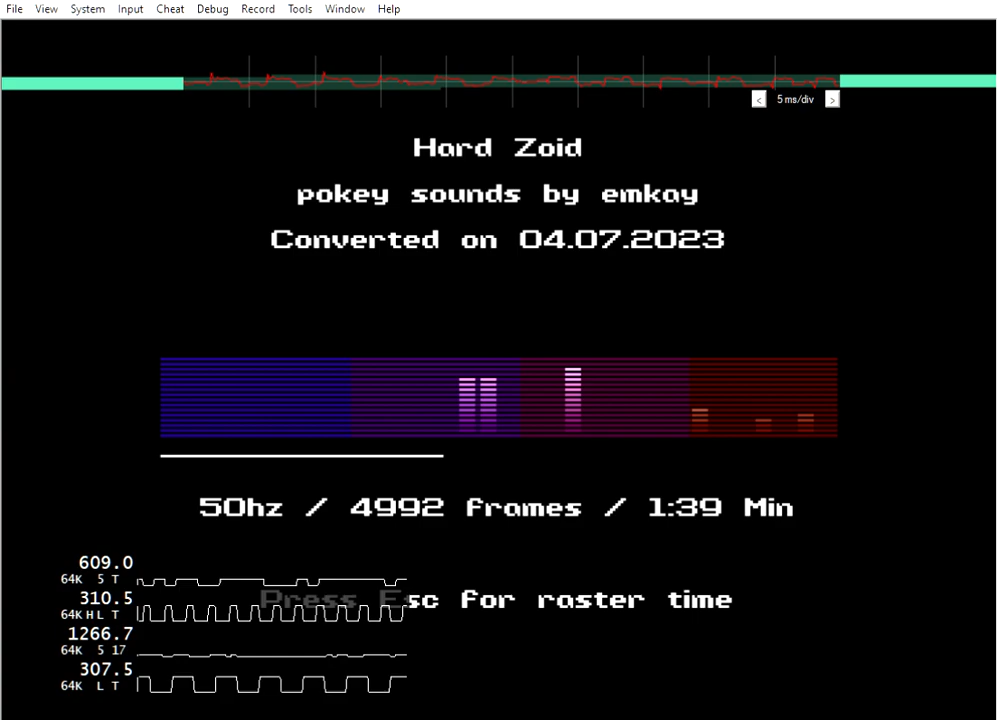 File View System Input Cheat Debug Record Tools Window Help
< 5 ms/div >
Hard Zoid
pokey sounds by emkay
Converted on 04.07.2023
50hz / 4992 frames / 1:39 Min
609.0
64K 5 T
Press Esc for raster time
310.5
64K H L T
1266.7
64K 5 17
307.5
64K L T